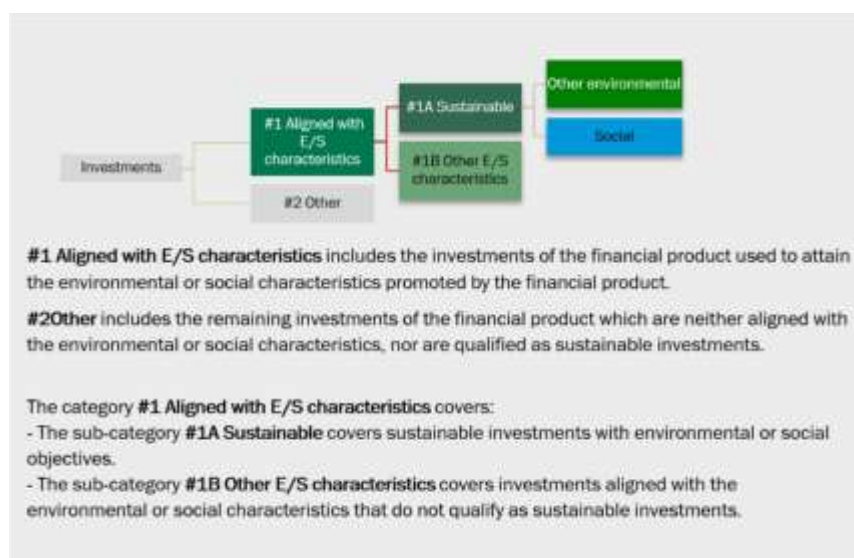 Other environmental
#1A Sustainable
#1 Aligned with
E/S
characteristics
Social
Investments
#1B Other E/S
characteristics
#2 Other
#1 Aligned with E/S characteristics includes the investments of the financial product used to attain
the environmental or social characteristics promoted by the financial product.
#2Other includes the remaining investments of the financial product which are neither aligned with
the environmental or social characteristics, nor are qualified as sustainable investments.
The category #1 Aligned with E/S characteristics covers:
- The sub-category #1A Sustainable covers sustainable investments with environmental or social
objectives.
- The sub-category #1B Other E/S characteristics covers investments aligned with the
environmental or social characteristics that do not qualify as sustainable investments.